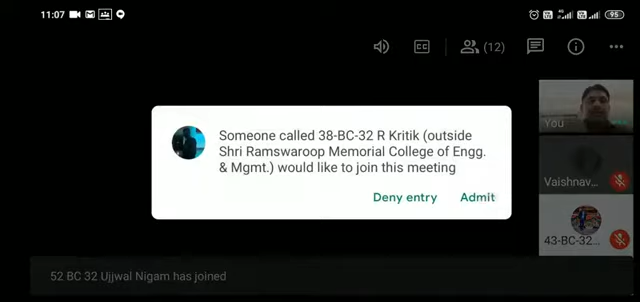 11:07
95
CC
(12)
Someone called 38-BC-32 R Kritik (outside
Shri Ramswaroop Memorial College of Engg.
& Mgmt.) would like to join this meeting
Deny entry
Admit
You
Vaishnav...
43-BC-32...
52 BC 32 Ujjwal Nigam has joined